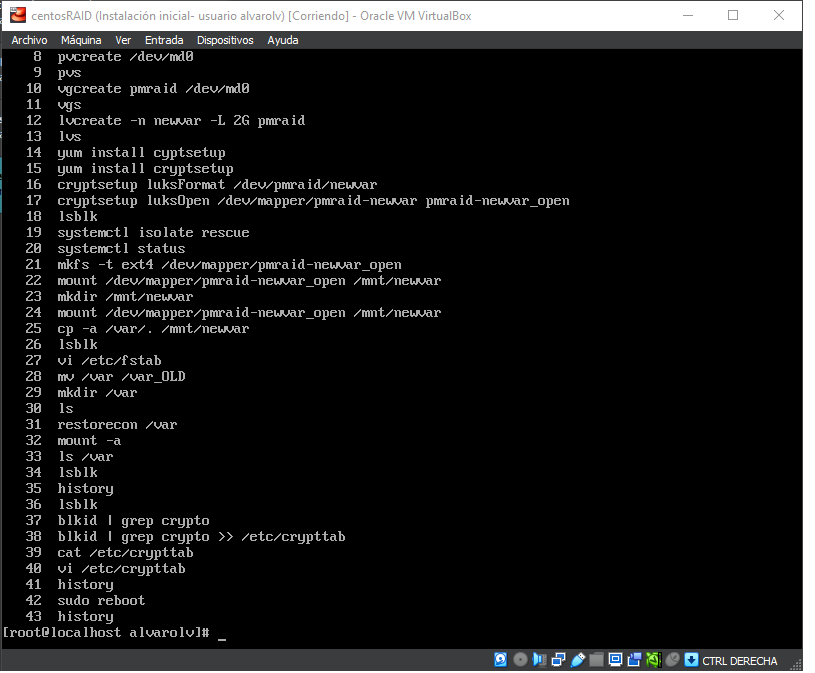 centosRAID (Instalación inicial- usuario alvarolv) [Corriendo] - Oracle VM VirtualBox
Archivo Máquina Ver Entrada Dispositivos Ayuda
8 pvcreate /dev/md0
9 pvs
10 vgcreate pmraid /dev/md0
11 vgs
12 lvcreate -n newvar -L 2G pmraid
13 lvs
14 yum install cyptsetup
15 yum install cryptsetup
16 cryptsetup luksFormat /dev/pmraid/newvar
17 cryptsetup luksOpen /dev/mapper/pmraid-newvar pmraid-newvar_open
18 lsblk
19 systemctl isolate rescue
20 systemctl status
21 mkfs -t ext4 /dev/mapper/pmraid-newvar_open
22 mount /dev/mapper/pmraid-newvar_open /mnt/newvar
23 mkdir /mnt/newvar
24 mount /dev/mapper/pmraid-newvar_open /mnt/newvar
25 cp -a /var/. /mnt/newvar
26 lsblk
27 vi /etc/fstab
28 mv /var /var_OLD
29 mkdir /var
30 ls
31 restorecon /var
32 mount -a
33 ls /var
34 lsblk
35 history
36 lsblk
37 blkid | grep crypto
38 blkid | grep crypto >> /etc/crypttab
39 cat /etc/crypttab
40 vi /etc/crypttab
41 history
42 sudo reboot
43 history
[root@localhost alvarolv]# _
CTRL DERECHA